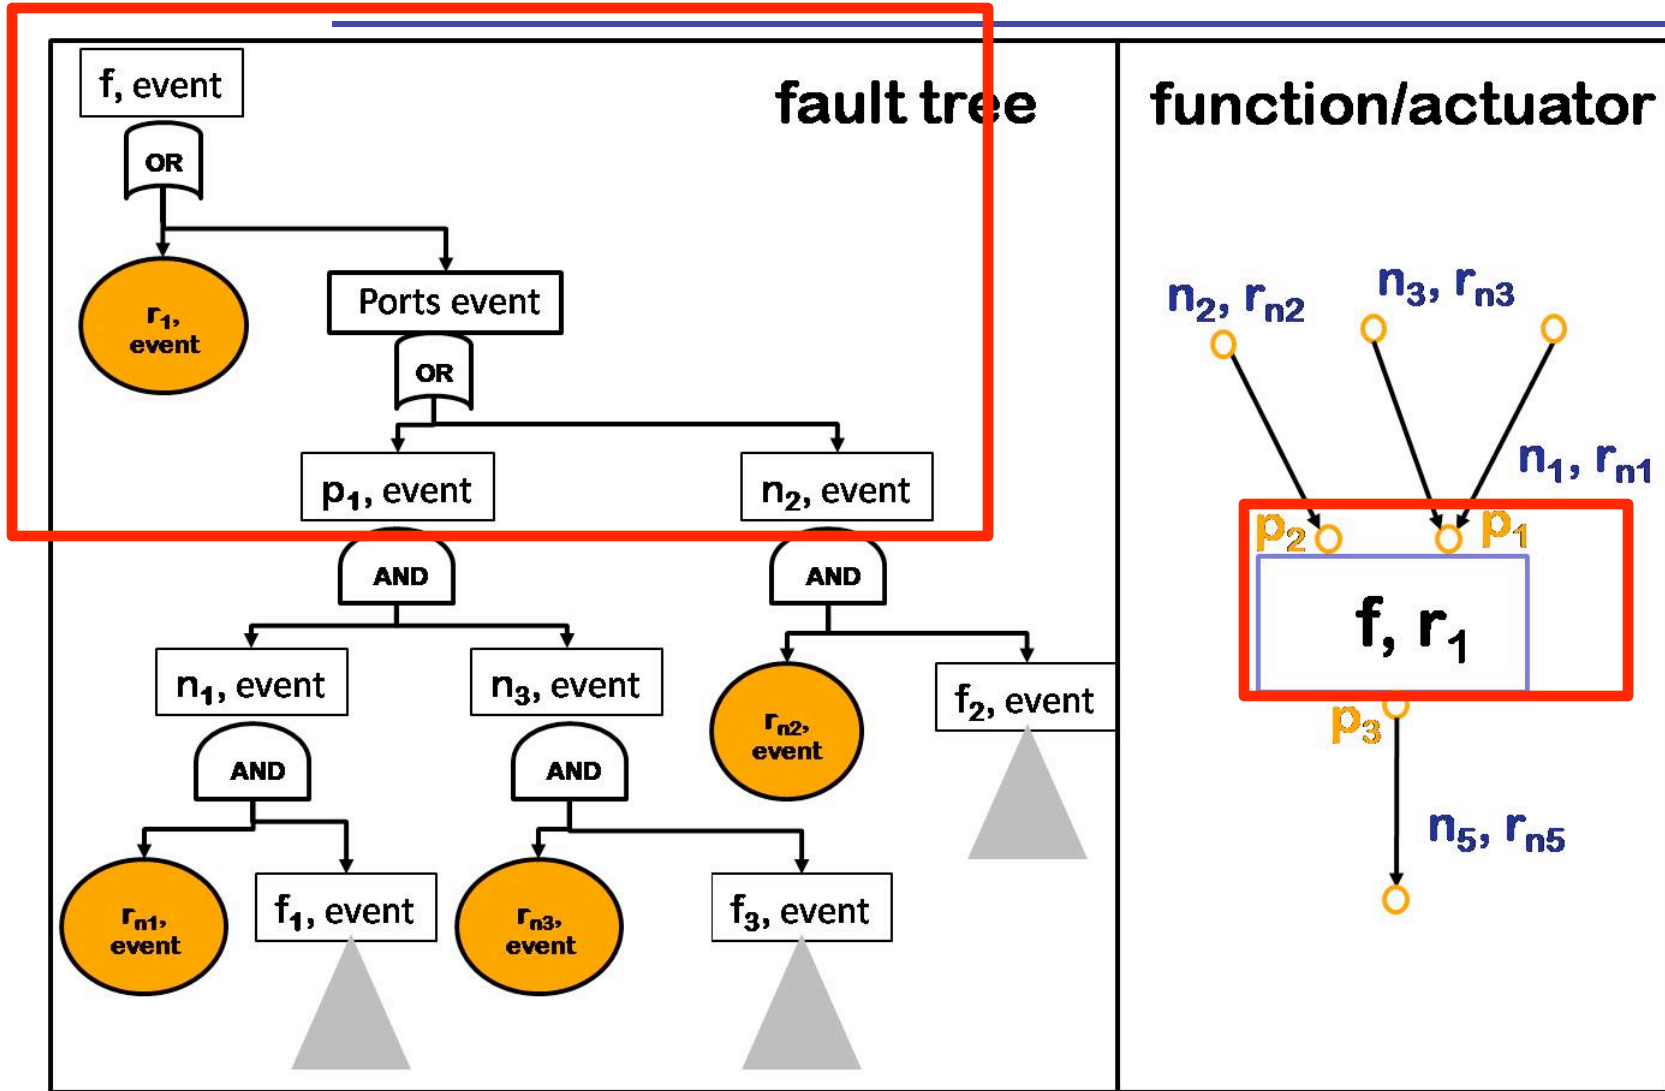 fault tree
f, event
OR
r₁,
event
Ports event
OR
p₁, event
n₂, event
AND
AND
n₁, event
n₃, event
rₙ₂,
event
f₂, event
AND
AND
rₙ₁,
event
f₁, event
rₙ₃,
event
f₃, event
function/actuator
n₂, rₙ₂
n₃, rₙ₃
n₁, rₙ₁
p₂
p₁
f, r₁
p₃
n₅, rₙ₅